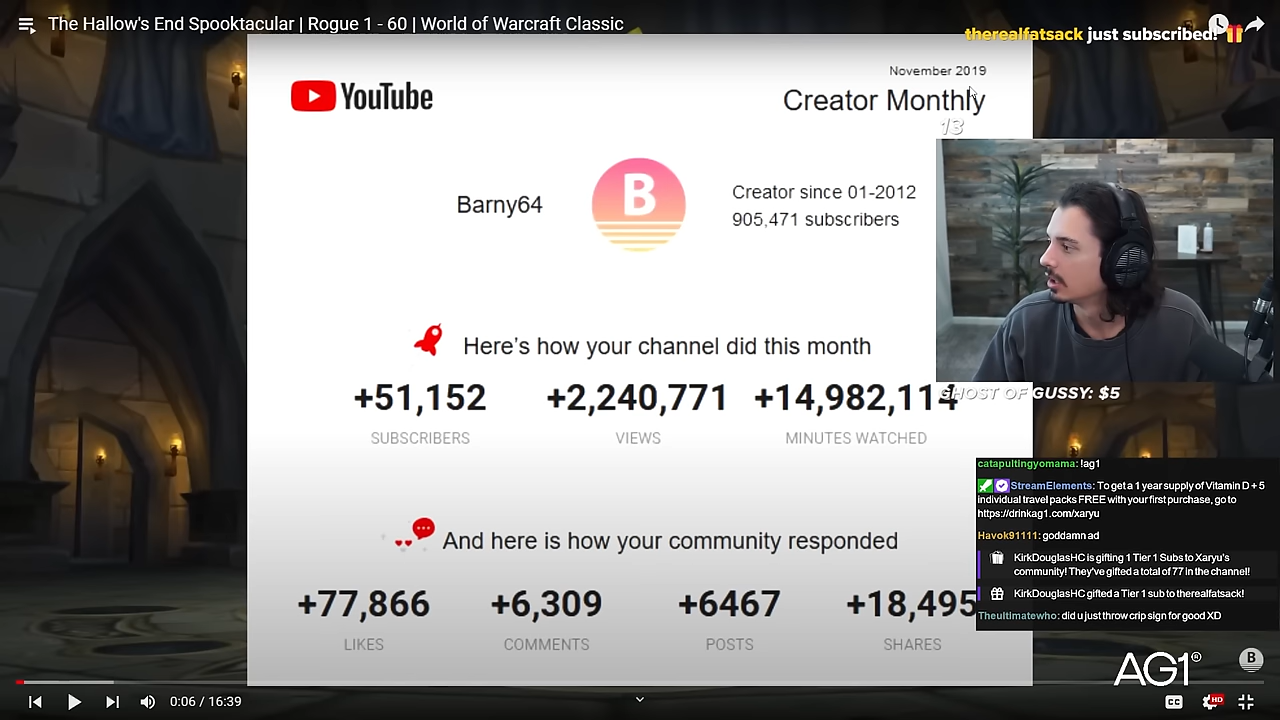 The Hallow's End Spooktacular | Rogue 1 - 60 | World of Warcraft Classic
therealfatsack just subscribed!
YouTube
November 2019
Creator Monthly
13
Barny64
B
Creator since 01-2012
905,471 subscribers
Here's how your channel did this month
+51,152
+2,240,771
+14,982,114
GHOST OF GUSSY: $5
SUBSCRIBERS
VIEWS
MINUTES WATCHED
And here is how your community responded
+77,866
+6,309
+6467
+18,495
LIKES
COMMENTS
POSTS
SHARES
catapultingyomama: !ag1
StreamElements: To get a 1 year supply of Vitamin D + 5
individual travel packs FREE with your first purchase, go to
https://drinkag1.com/xaryu
Havok91111: goddamn ad
KirkDouglasHC is gifting 1 Tier 1 Subs to Xaryu's
community! They've gifted a total of 77 in the channel!
KirkDouglasHC gifted a Tier 1 sub to therealfatsack!
Theultimatewho: did u just throw crip sign for good XD
AG1®
B
0:06 / 16:39
CC
HD